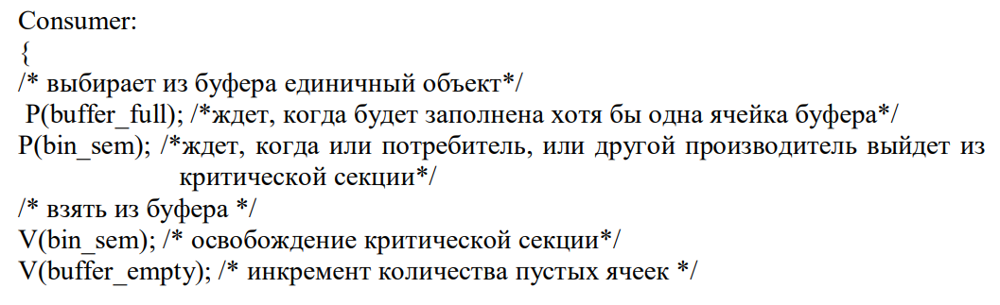 Consumer:
{
/* выбирает из буфера единичный объект*/
P(buffer_full); /*ждет, когда будет заполнена хотя бы одна ячейка буфера*/
P(bin_sem); /*ждет, когда или потребитель, или другой производитель выйдет из
критической секции*/
/* взять из буфера */
V(bin_sem); /* освобождение критической секции*/
V(buffer_empty); /* инкремент количества пустых ячеек */